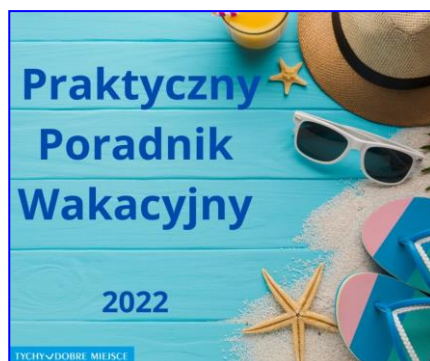 Praktyczny
Poradnik
Wakacyjny
2022
TYCHY DOBRE MIEJSCE